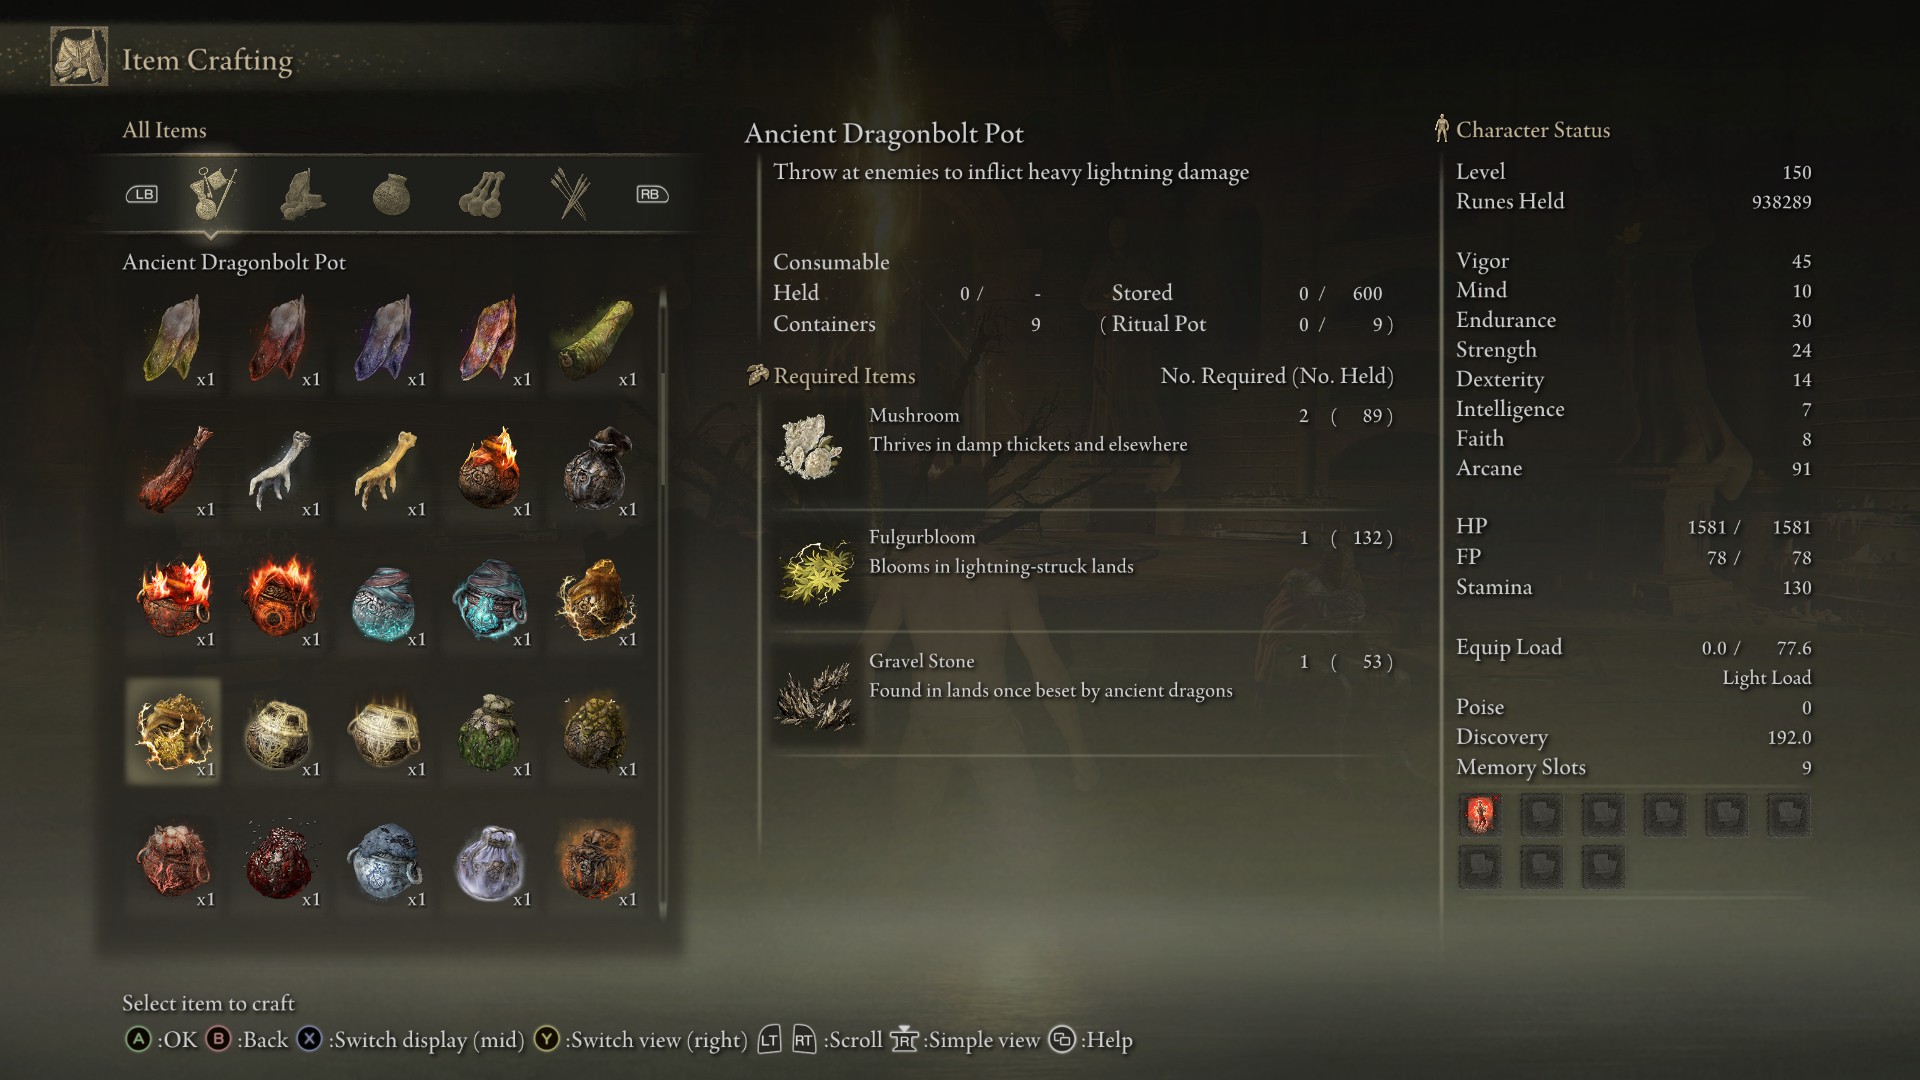 Item Crafting
All Items
LB
RB
Ancient Dragonbolt Pot
x1 x1 x1 x1 x1
x1 x1 x1 x1 x1
x1 x1 x1 x1 x1
x1 x1 x1 x1 x1
x1 x1 x1 x1 x1
Ancient Dragonbolt Pot
Throw at enemies to inflict heavy lightning damage
Consumable
Held 0 / - Stored 0 / 600
Containers 9 ( Ritual Pot 0 / 9 )
Required Items No. Required (No. Held)
Mushroom 2 ( 89 )
Thrives in damp thickets and elsewhere
Fulgurbloom 1 ( 132 )
Blooms in lightning-struck lands
Gravel Stone 1 ( 53 )
Found in lands once beset by ancient dragons
Character Status
Level 150
Runes Held 938289
Vigor 45
Mind 10
Endurance 30
Strength 24
Dexterity 14
Intelligence 7
Faith 8
Arcane 91
HP 1581 / 1581
FP 78 / 78
Stamina 130
Equip Load 0.0 / 77.6
Light Load
Poise 0
Discovery 192.0
Memory Slots 9
Select item to craft
A :OK B :Back X :Switch display (mid) Y :Switch view (right) LT RT :Scroll R :Simple view :Help